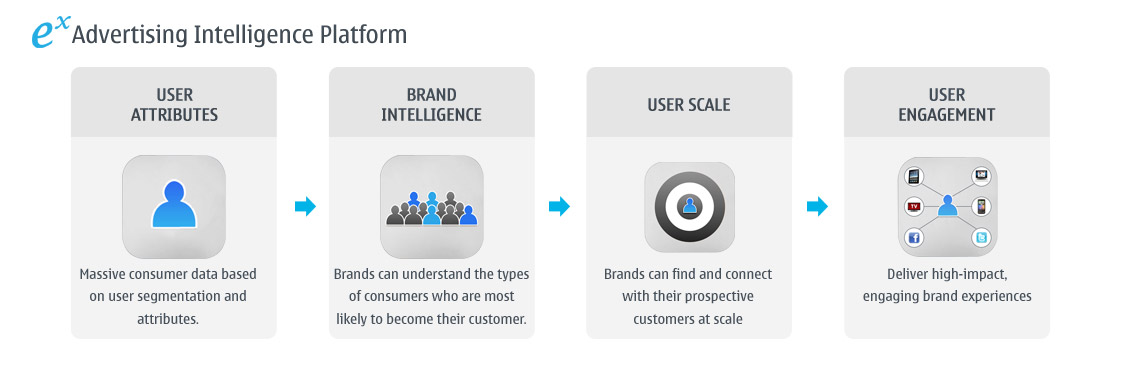 ex Advertising Intelligence Platform
USER
ATTRIBUTES
Massive consumer data based
on user segmentation and
attributes.
BRAND
INTELLIGENCE
Brands can understand the types
of consumers who are most
likely to become their customer.
USER SCALE
Brands can find and connect
with their prospective
customers at scale
USER
ENGAGEMENT
TV
f
Deliver high-impact,
engaging brand experiences